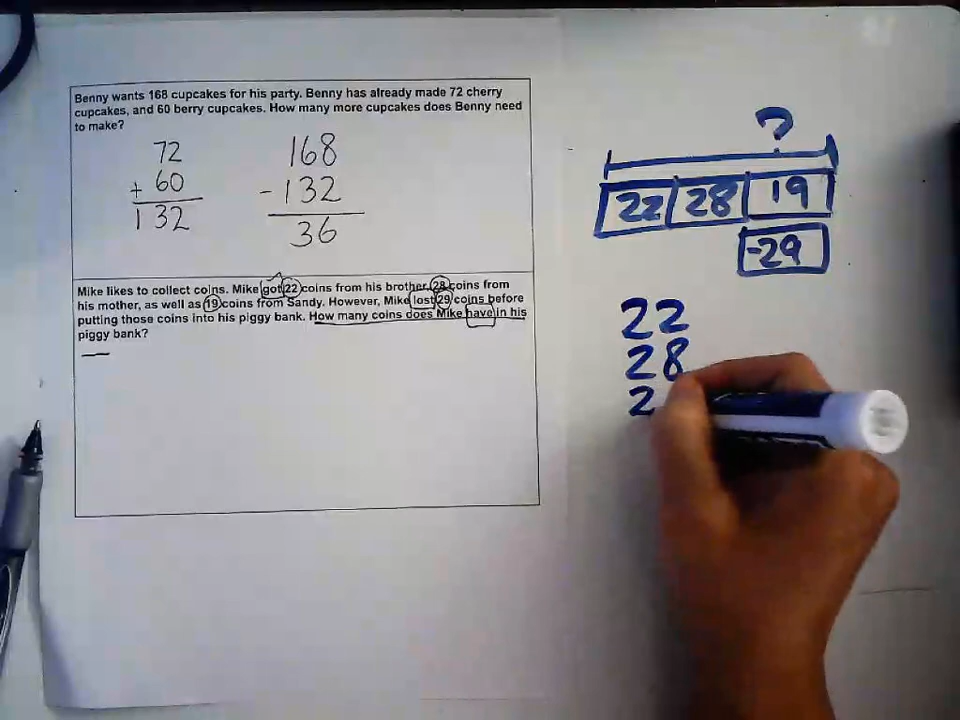 Benny wants 168 cupcakes for his party. Benny has already made 72 cherry
cupcakes, and 60 berry cupcakes. How many more cupcakes does Benny need
to make?
72
+ 60
132
168
- 132
36
Mike likes to collect coins. Mike got 22 coins from his brother, 28 coins from
his mother, as well as 19 coins from Sandy. However, Mike lost 29 coins before
putting those coins into his piggy bank. How many coins does Mike have in his
piggy bank?
?
22 28 19
-29
22
28
2